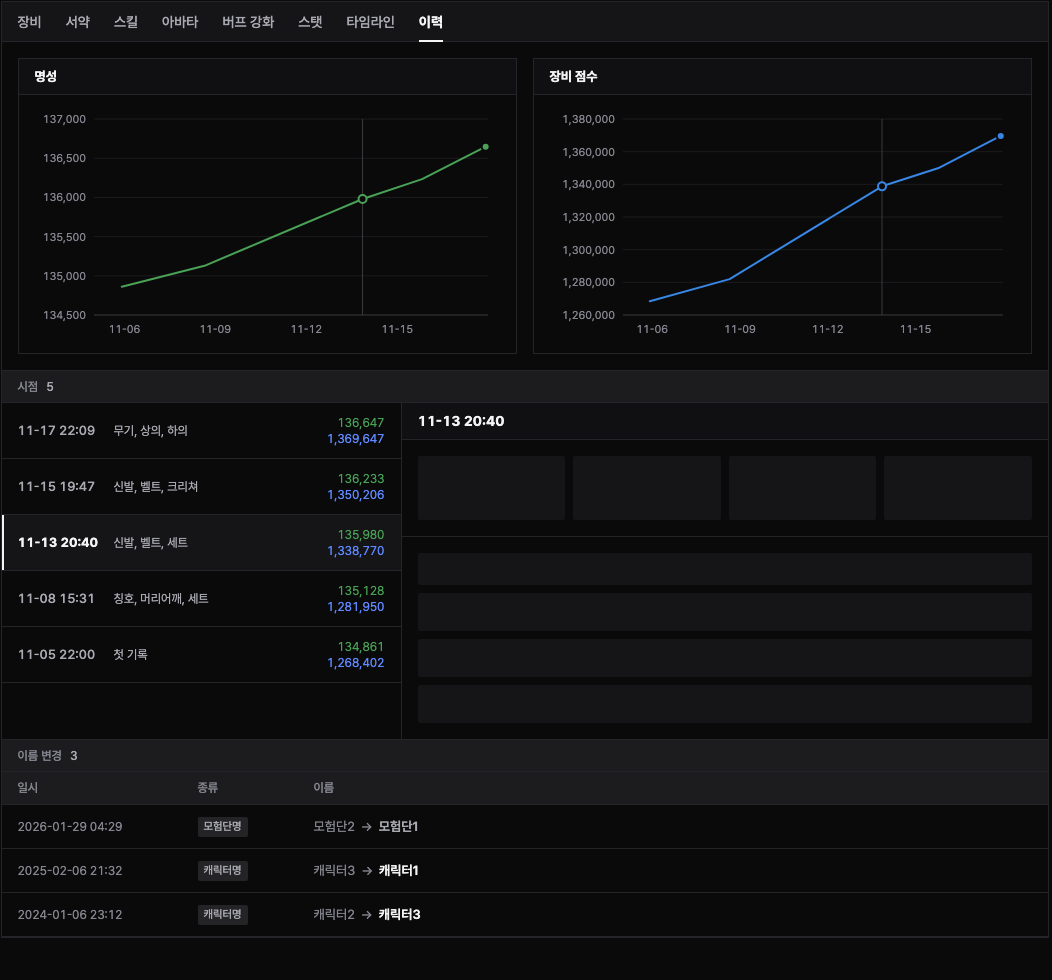 장비 서약 스킬 아바타 버프 강화 스탯 타임라인 이력
명성
137,000
136,500
136,000
135,500
135,000
134,500
11-06 11-09 11-12 11-15
장비 점수
1,380,000
1,360,000
1,340,000
1,320,000
1,300,000
1,280,000
1,260,000
11-06 11-09 11-12 11-15
시점 5
11-17 22:09 무기, 상의, 하의 136,647
1,369,647
11-15 19:47 신발, 벨트, 크리쳐 136,233
1,350,206
11-13 20:40 신발, 벨트, 세트 135,980
1,338,770
11-08 15:31 칭호, 머리어깨, 세트 135,128
1,281,950
11-05 22:00 첫 기록 134,861
1,268,402
11-13 20:40
이름 변경 3
일시 종류 이름
2026-01-29 04:29 모험단명 모험단2 → 모험단1
2025-02-06 21:32 캐릭터명 캐릭터3 → 캐릭터1
2024-01-06 23:12 캐릭터명 캐릭터2 → 캐릭터3